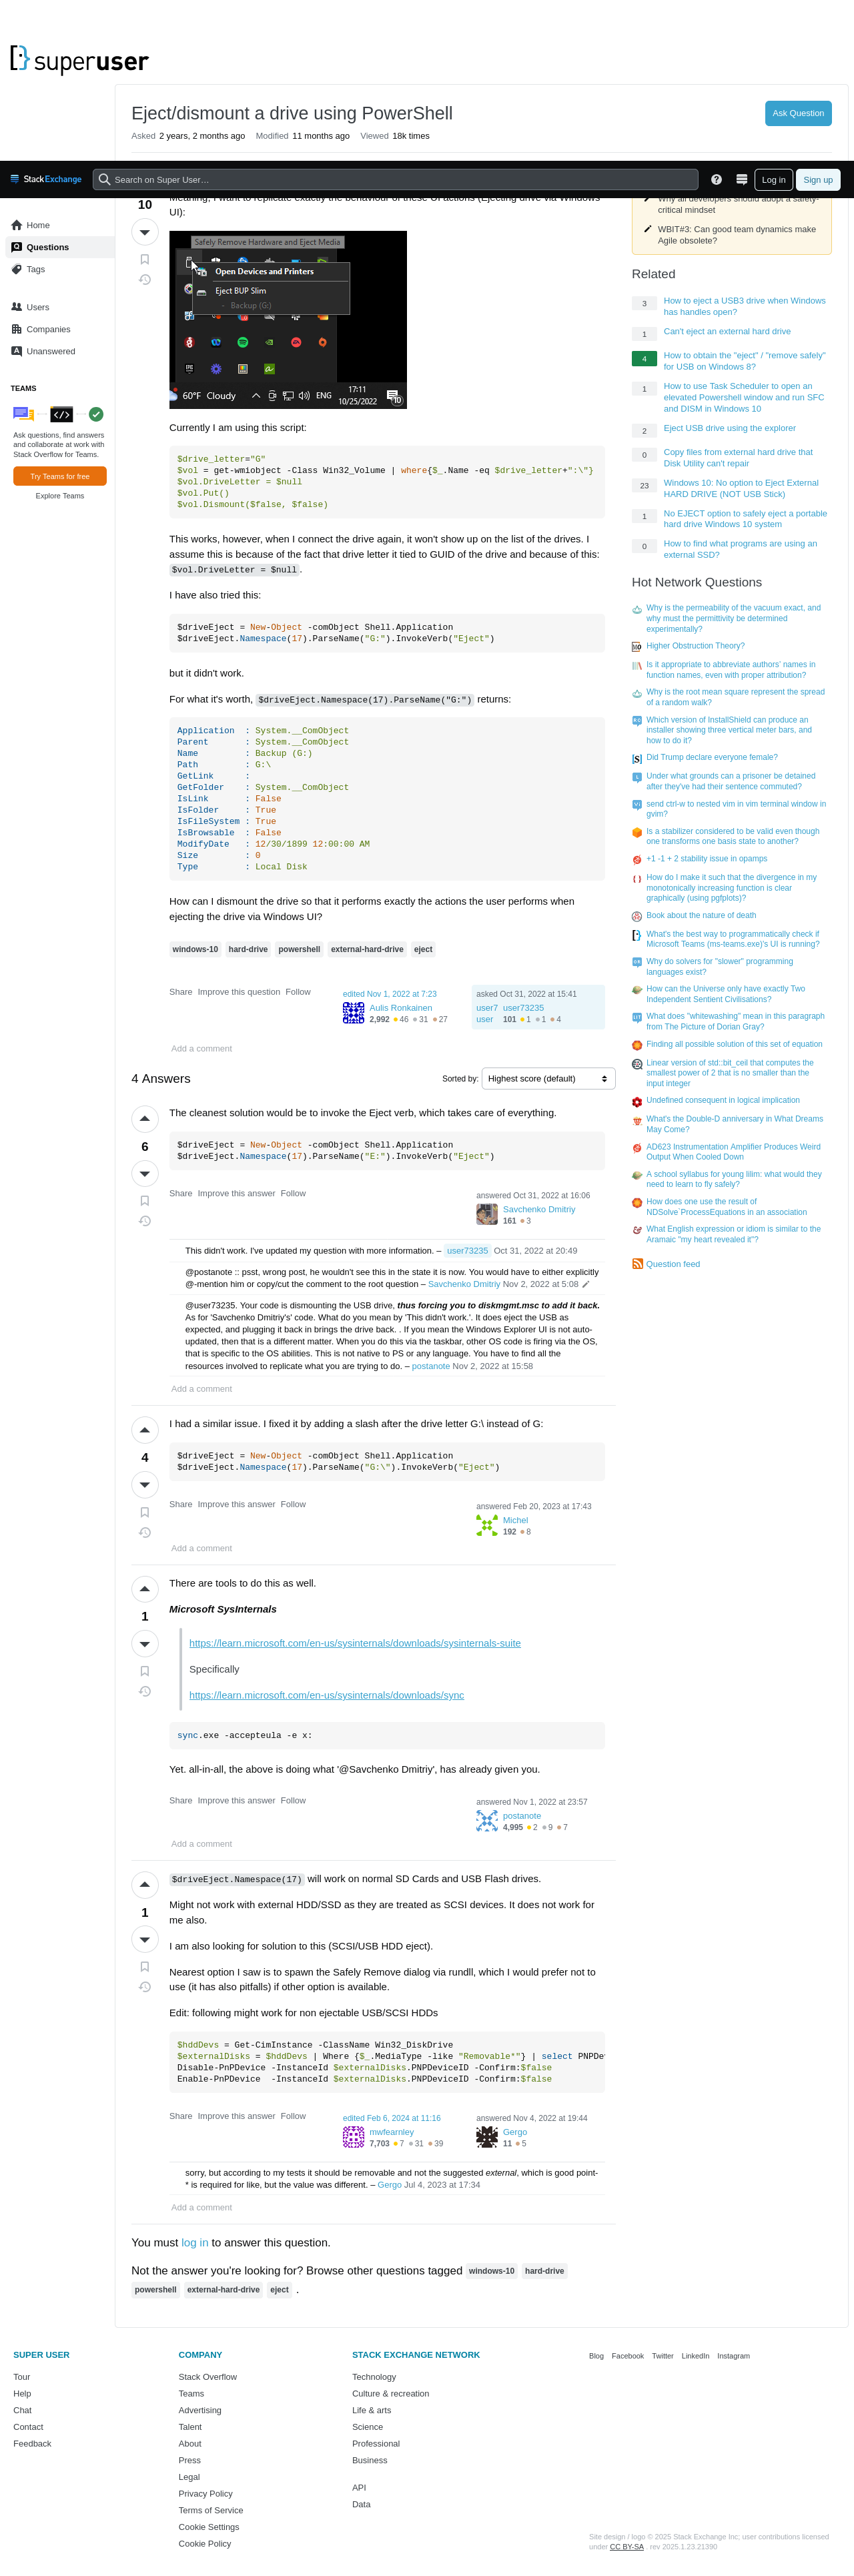 superuser
Eject/dismount a drive using PowerShell
Ask Question
Asked 2 years, 2 months ago Modified 11 months ago Viewed 18k times
StackExchange
Search on Super User…
Log in
Sign up
Home
Questions
Tags
Users
Companies
Unanswered
TEAMS
Ask questions, find answers
and collaborate at work with
Stack Overflow for Teams.
Try Teams for free
Explore Teams
10
Meaning, I want to replicate exactly the behaviour of these UI actions (Ejecting drive via Windows
UI):
Safely Remove Hardware and Eject Media
Open Devices and Printers
Eject BUP Slim
- Backup (G:)
60°F Cloudy
ENG
17:11
10/25/2022
10
Currently I am using this script:
$drive_letter="G"
$vol = get-wmiobject -Class Win32_Volume | where{$_.Name -eq $drive_letter+":\"}
$vol.DriveLetter = $null
$vol.Put()
$vol.Dismount($false, $false)
This works, however, when I connect the drive again, it won't show up on the list of the drives. I
assume this is because of the fact that drive letter it tied to GUID of the drive and because of this:
$vol.DriveLetter = $null.
I have also tried this:
$driveEject = New-Object -comObject Shell.Application
$driveEject.Namespace(17).ParseName("G:").InvokeVerb("Eject")
but it didn't work.
For what it's worth, $driveEject.Namespace(17).ParseName("G:") returns:
Application : System.__ComObject
Parent : System.__ComObject
Name : Backup (G:)
Path : G:\
GetLink :
GetFolder : System.__ComObject
IsLink : False
IsFolder : True
IsFileSystem : True
IsBrowsable : False
ModifyDate : 12/30/1899 12:00:00 AM
Size : 0
Type : Local Disk
How can I dismount the drive so that it performs exactly the actions the user performs when
ejecting the drive via Windows UI?
windows-10 hard-drive powershell external-hard-drive eject
Share Improve this question Follow
edited Nov 1, 2022 at 7:23
Aulis Ronkainen
2,992 46 31 27
asked Oct 31, 2022 at 15:41
user7
user
user73235
101 1 1 4
Add a comment
4 Answers
Sorted by:
Highest score (default)
6
The cleanest solution would be to invoke the Eject verb, which takes care of everything.
$driveEject = New-Object -comObject Shell.Application
$driveEject.Namespace(17).ParseName("E:").InvokeVerb("Eject")
Share Improve this answer Follow
answered Oct 31, 2022 at 16:06
Savchenko Dmitriy
161 3
This didn't work. I've updated my question with more information. – user73235 Oct 31, 2022 at 20:49
@postanote :: psst, wrong post, he wouldn't see this in the state it is now. You would have to either explicitly
@-mention him or copy/cut the comment to the root question – Savchenko Dmitriy Nov 2, 2022 at 5:08
@user73235. Your code is dismounting the USB drive, thus forcing you to diskmgmt.msc to add it back.
As for 'Savchenko Dmitriy's' code. What do you mean by 'This didn't work.'. It does eject the USB as
expected, and plugging it back in brings the drive back. . If you mean the Windows Explorer UI is not auto-
updated, then that is a different matter. When you do this via the taskbar, other OS code is firing via the OS,
that is specific to the OS abilities. This is not native to PS or any language. You have to find all the
resources involved to replicate what you are trying to do. – postanote Nov 2, 2022 at 15:58
Add a comment
4
I had a similar issue. I fixed it by adding a slash after the drive letter G:\ instead of G:
$driveEject = New-Object -comObject Shell.Application
$driveEject.Namespace(17).ParseName("G:\").InvokeVerb("Eject")
Share Improve this answer Follow
answered Feb 20, 2023 at 17:43
Michel
192 8
Add a comment
1
There are tools to do this as well.
Microsoft SysInternals
https://learn.microsoft.com/en-us/sysinternals/downloads/sysinternals-suite
Specifically
https://learn.microsoft.com/en-us/sysinternals/downloads/sync
sync.exe -accepteula -e x:
Yet. all-in-all, the above is doing what '@Savchenko Dmitriy', has already given you.
Share Improve this answer Follow
answered Nov 1, 2022 at 23:57
postanote
4,995 2 9 7
Add a comment
1
$driveEject.Namespace(17) will work on normal SD Cards and USB Flash drives.
Might not work with external HDD/SSD as they are treated as SCSI devices. It does not work for
me also.
I am also looking for solution to this (SCSI/USB HDD eject).
Nearest option I saw is to spawn the Safely Remove dialog via rundll, which I would prefer not to
use (it has also pitfalls) if other option is available.
Edit: following might work for non ejectable USB/SCSI HDDs
$hddDevs = Get-CimInstance -ClassName Win32_DiskDrive
$externalDisks = $hddDevs | Where {$_.MediaType -like "Removable*"} | select PNPDe
Disable-PnPDevice -InstanceId $externalDisks.PNPDeviceID -Confirm:$false
Enable-PnPDevice -InstanceId $externalDisks.PNPDeviceID -Confirm:$false
Share Improve this answer Follow
edited Feb 6, 2024 at 11:16
mwfearnley
7,703 7 31 39
answered Nov 4, 2022 at 19:44
Gergo
11 5
sorry, but according to my tests it should be removable and not the suggested external, which is good point-
* is required for like, but the value was different. – Gergo Jul 4, 2023 at 17:34
Add a comment
You must log in to answer this question.
Not the answer you're looking for? Browse other questions tagged windows-10 hard-drive
powershell external-hard-drive eject .
Why all developers should adopt a safety-
critical mindset
WBIT#3: Can good team dynamics make
Agile obsolete?
Related
3 How to eject a USB3 drive when Windows
has handles open?
1 Can't eject an external hard drive
4 How to obtain the "eject" / "remove safely"
for USB on Windows 8?
1 How to use Task Scheduler to open an
elevated Powershell window and run SFC
and DISM in Windows 10
2 Eject USB drive using the explorer
0 Copy files from external hard drive that
Disk Utility can't repair
23 Windows 10: No option to Eject External
HARD DRIVE (NOT USB Stick)
1 No EJECT option to safely eject a portable
hard drive Windows 10 system
0 How to find what programs are using an
external SSD?
Hot Network Questions
Why is the permeability of the vacuum exact, and
why must the permittivity be determined
experimentally?
Higher Obstruction Theory?
Is it appropriate to abbreviate authors' names in
function names, even with proper attribution?
Why is the root mean square represent the spread
of a random walk?
Which version of InstallShield can produce an
installer showing three vertical meter bars, and
how to do it?
Did Trump declare everyone female?
Under what grounds can a prisoner be detained
after they've had their sentence commuted?
send ctrl-w to nested vim in vim terminal window in
gvim?
Is a stabilizer considered to be valid even though
one transforms one basis state to another?
+1 -1 + 2 stability issue in opamps
How do I make it such that the divergence in my
monotonically increasing function is clear
graphically (using pgfplots)?
Book about the nature of death
What's the best way to programmatically check if
Microsoft Teams (ms-teams.exe)'s UI is running?
Why do solvers for "slower" programming
languages exist?
How can the Universe only have exactly Two
Independent Sentient Civilisations?
What does "whitewashing" mean in this paragraph
from The Picture of Dorian Gray?
Finding all possible solution of this set of equation
Linear version of std::bit_ceil that computes the
smallest power of 2 that is no smaller than the
input integer
Undefined consequent in logical implication
What's the Double-D anniversary in What Dreams
May Come?
AD623 Instrumentation Amplifier Produces Weird
Output When Cooled Down
A school syllabus for young lilim: what would they
need to learn to fly safely?
How does one use the result of
NDSolve`ProcessEquations in an association
What English expression or idiom is similar to the
Aramaic "my heart revealed it"?
Question feed
SUPER USER
Tour
Help
Chat
Contact
Feedback
COMPANY
Stack Overflow
Teams
Advertising
Talent
About
Press
Legal
Privacy Policy
Terms of Service
Cookie Settings
Cookie Policy
STACK EXCHANGE NETWORK
Technology
Culture & recreation
Life & arts
Science
Professional
Business
API
Data
Blog Facebook Twitter LinkedIn Instagram
Site design / logo © 2025 Stack Exchange Inc; user contributions licensed
under CC BY-SA . rev 2025.1.23.21390